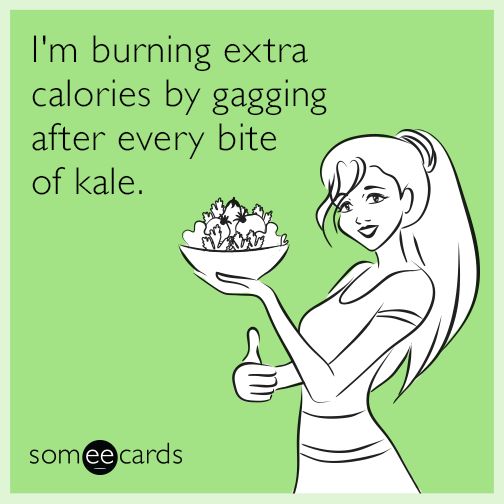 I'm burning extra
calories by gagging
after every bite
of kale.
someecards